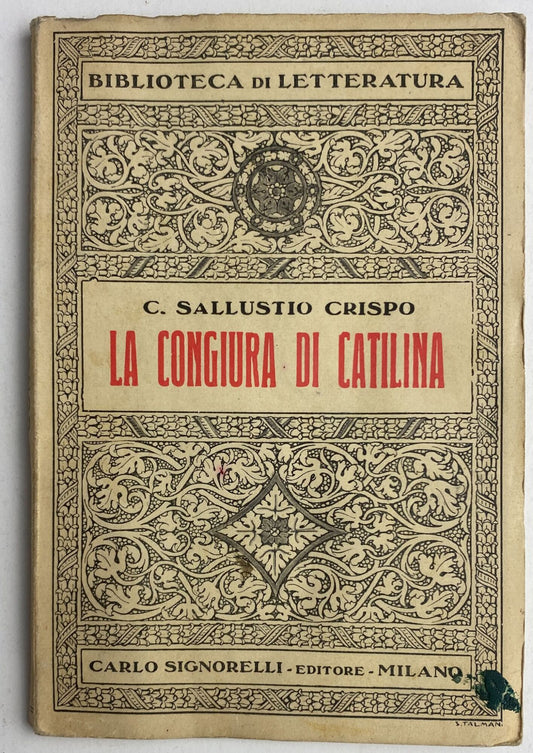 BIBLIOTECA DI LETTERATURA
C. SALLUSTIO CRISPO
LA CONGIURA DI CATILINA
CARLO SIGNORELLI - EDITORE - MILANO
S. TALMAN.